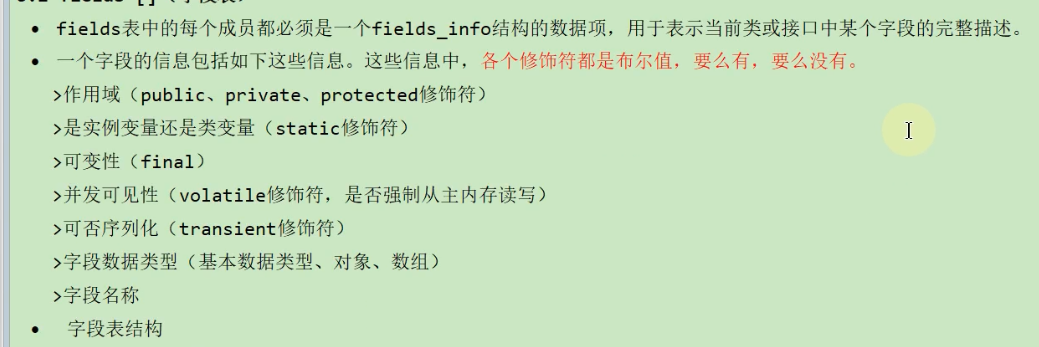 • fields表中的每个成员都必须是一个fields_info结构的数据项，用于表示当前类或接口中某个字段的完整描述。
• 一个字段的信息包括如下这些信息。这些信息中，各个修饰符都是布尔值，要么有，要么没有。
>作用域（public、private、protected修饰符）
>是实例变量还是类变量（static修饰符）
>可变性（final）
>并发可见性（volatile修饰符，是否强制从主内存读写）
>可否序列化（transient修饰符）
>字段数据类型（基本数据类型、对象、数组）
>字段名称
• 字段表结构